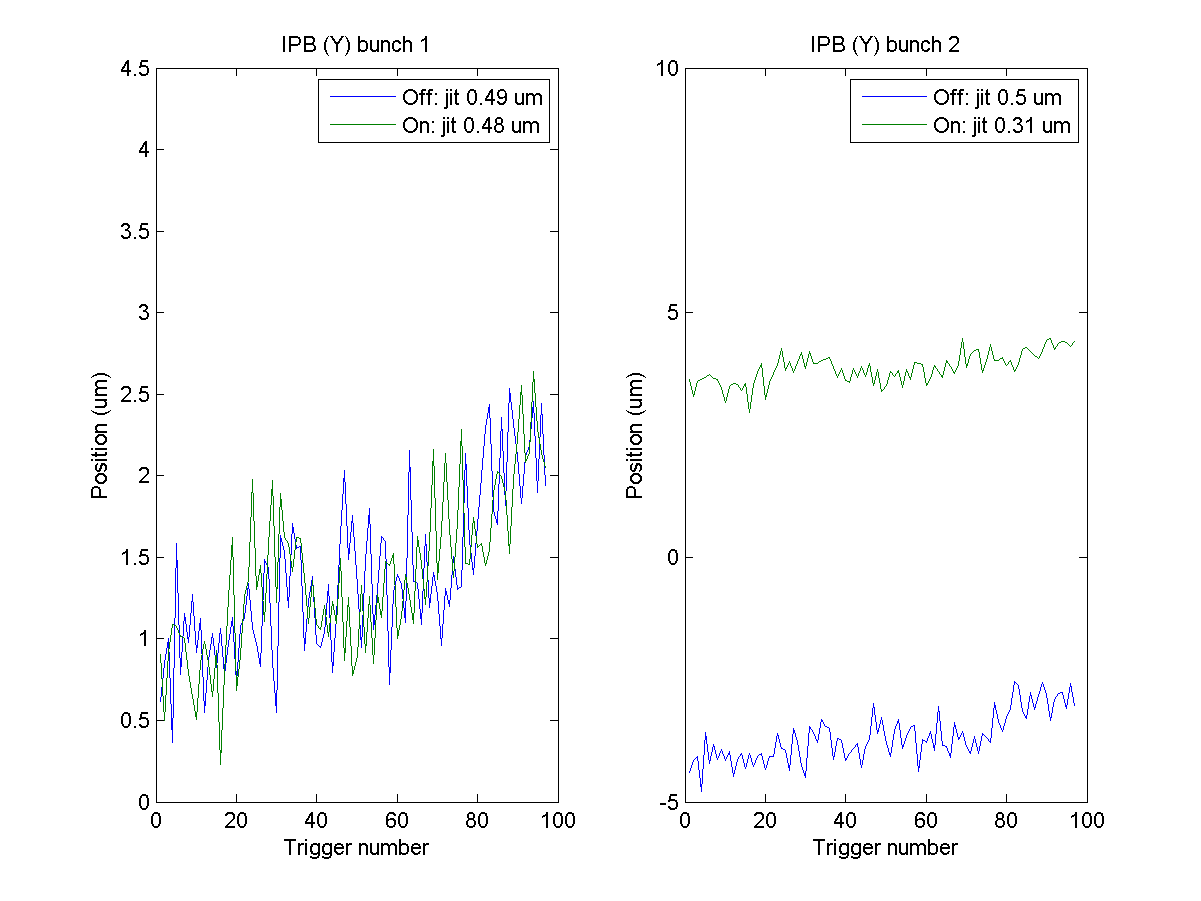 IPB (Y) bunch 1
4.5
4
3.5
3
2.5
2
1.5
1
0.5
0
Position (um)
Off: jit 0.49 um
On: jit 0.48 um
0 20 40 60 80 100
Trigger number
IPB (Y) bunch 2
10
5
0
-5
Position (um)
Off: jit 0.5 um
On: jit 0.31 um
0 20 40 60 80 100
Trigger number